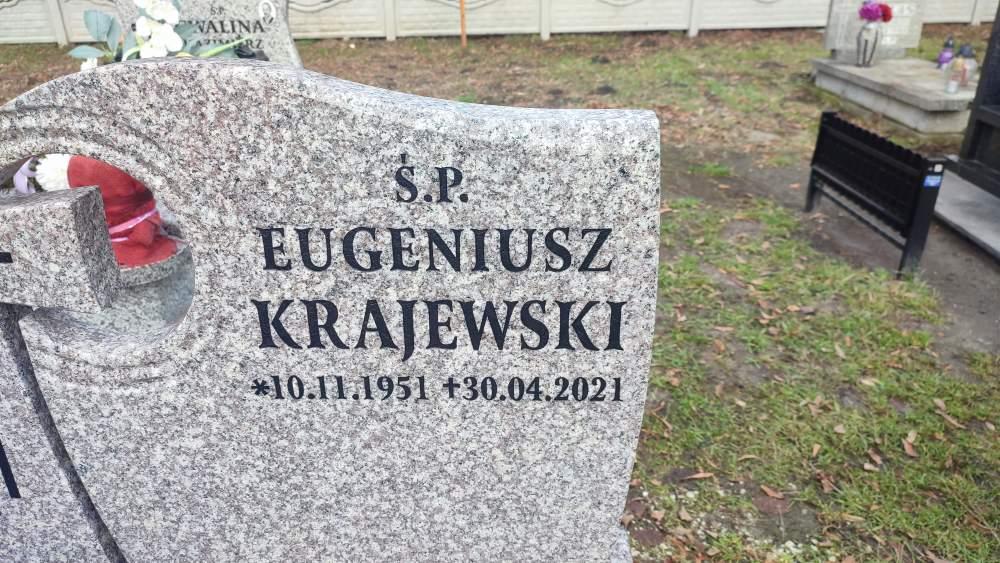 Ś.P.
EUGENIUSZ
KRAJEWSKI
*10.11.1951 †30.04.2021
Ś.P.